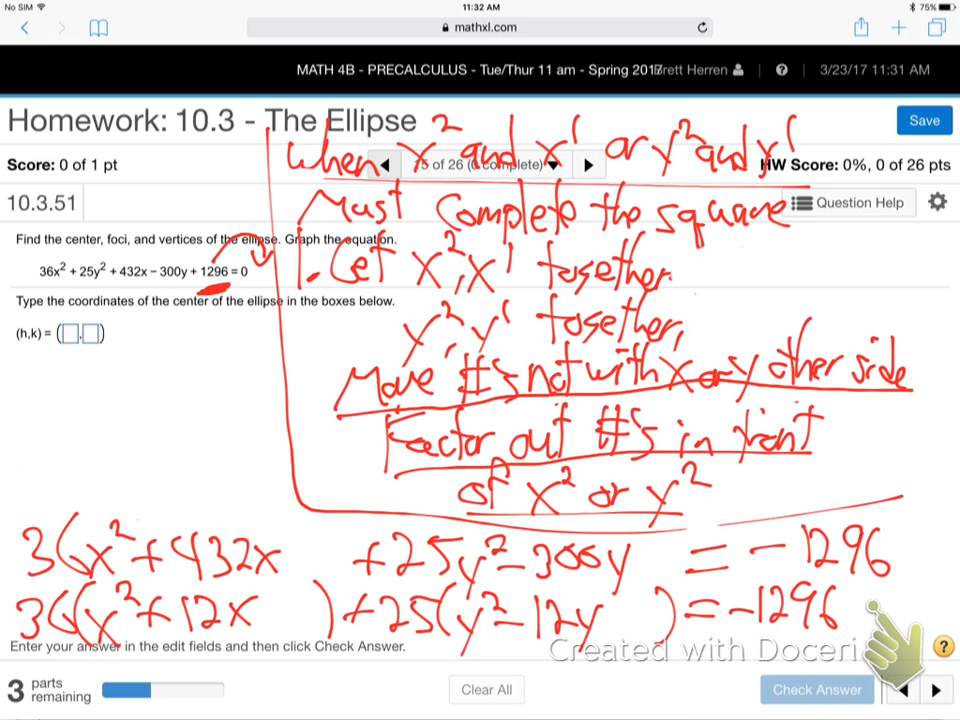 No SIM 11:32 AM 75%
mathxl.com
MATH 4B - PRECALCULUS - Tue/Thur 11 am - Spring 2017 Brett Herren ? 3/23/17 11:31 AM
Homework: 10.3 - The Ellipse Save
Score: 0 of 1 pt 15 of 26 (0 complete) HW Score: 0%, 0 of 26 pts
10.3.51 Question Help
Find the center, foci, and vertices of the ellipse. Graph the equation.
36x² + 25y² + 432x − 300y + 1296 = 0
Type the coordinates of the center of the ellipse in the boxes below.
(h,k) = ( , )
When x² and x¹ or y² and y¹
Must Complete the square
1. Get x², x¹ together
y², y¹ together,
Move #'s not with x or y other side
Factor out #'s in front
of x² or y²
36x² + 432x + 25y² − 300y = −1296
36(x² + 12x ) + 25(y² − 12y ) = −1296
Enter your answer in the edit fields and then click Check Answer.
Created with Doceri
?
3 parts remaining Clear All Check Answer